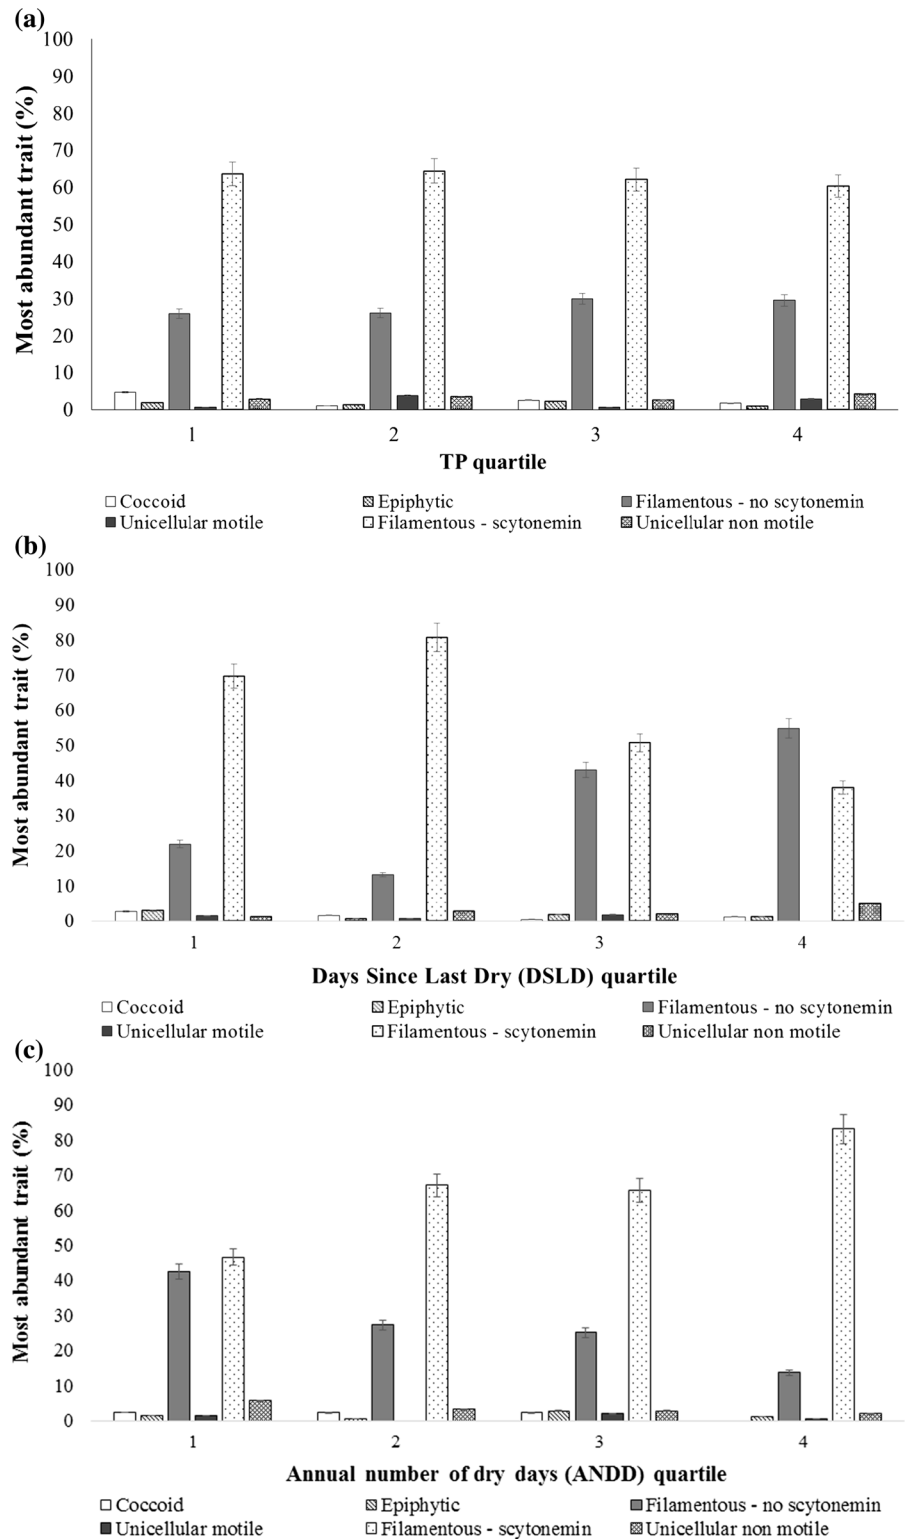 (a)
100
90
80
70
60
50
40
30
20
10
0
Most abundant trait (%)
1 2 3 4
TP quartile
Coccoid Epiphytic Filamentous - no scytonemin
Unicellular motile Filamentous - scytonemin Unicellular non motile
(b)
100
90
80
70
60
50
40
30
20
10
0
Most abundant trait (%)
1 2 3 4
Days Since Last Dry (DSLD) quartile
Coccoid Epiphytic Filamentous - no scytonemin
Unicellular motile Filamentous - scytonemin Unicellular non motile
(c)
100
90
80
70
60
50
40
30
20
10
0
Most abundant trait (%)
1 2 3 4
Annual number of dry days (ANDD) quartile
Coccoid Epiphytic Filamentous - no scytonemin
Unicellular motile Filamentous - scytonemin Unicellular non motile